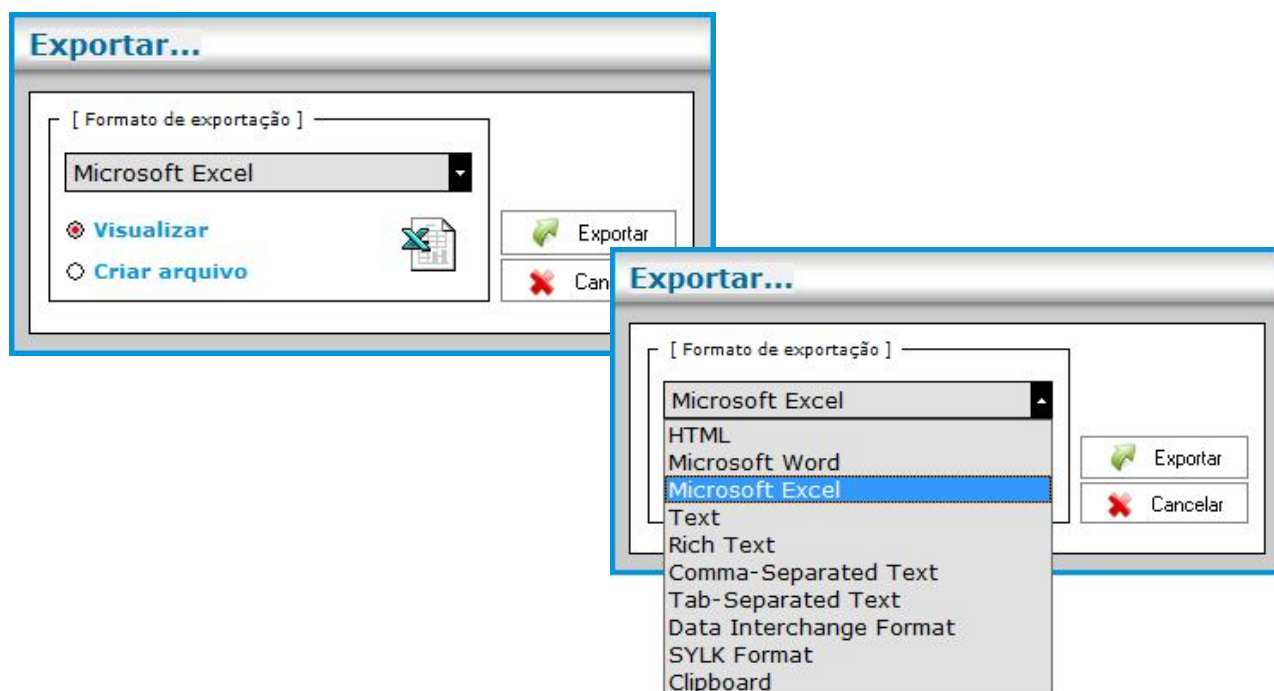 Exportar...
[ Formato de exportação ]
Microsoft Excel
Visualizar
Criar arquivo
Exportar
Exportar...
[ Formato de exportação ]
Microsoft Excel
HTML
Microsoft Word
Microsoft Excel
Text
Rich Text
Comma-Separated Text
Tab-Separated Text
Data Interchange Format
SYLK Format
Clipboard
Exportar
Cancelar